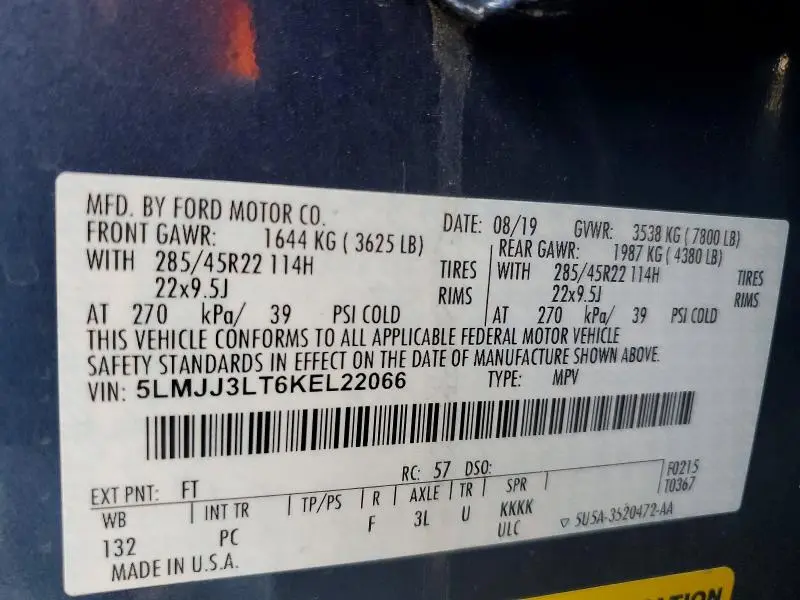 MFD. BY FORD MOTOR CO.
DATE: 08/19 GVWR: 3538 KG ( 7800 LB)
FRONT GAWR: 1644 KG ( 3625 LB)
WITH 285/45R22 114H TIRES
22x9.5J RIMS
AT 270 kPa/ 39 PSI COLD
REAR GAWR: 1987 KG ( 4380 LB)
WITH 285/45R22 114H TIRES
22x9.5J RIMS
AT 270 kPa/ 39 PSI COLD
THIS VEHICLE CONFORMS TO ALL APPLICABLE FEDERAL MOTOR VEHICLE
SAFETY STANDARDS IN EFFECT ON THE DATE OF MANUFACTURE SHOWN ABOVE.
VIN: 5LMJJ3LT6KEL22066 TYPE: MPV
EXT PNT: FT RC: 57 DSO: F0215
WB INT TR TP/PS R AXLE TR SPR T0367
132 PC F 3L U KKKK
ULC 5U5A-3520472-AA
MADE IN U.S.A.